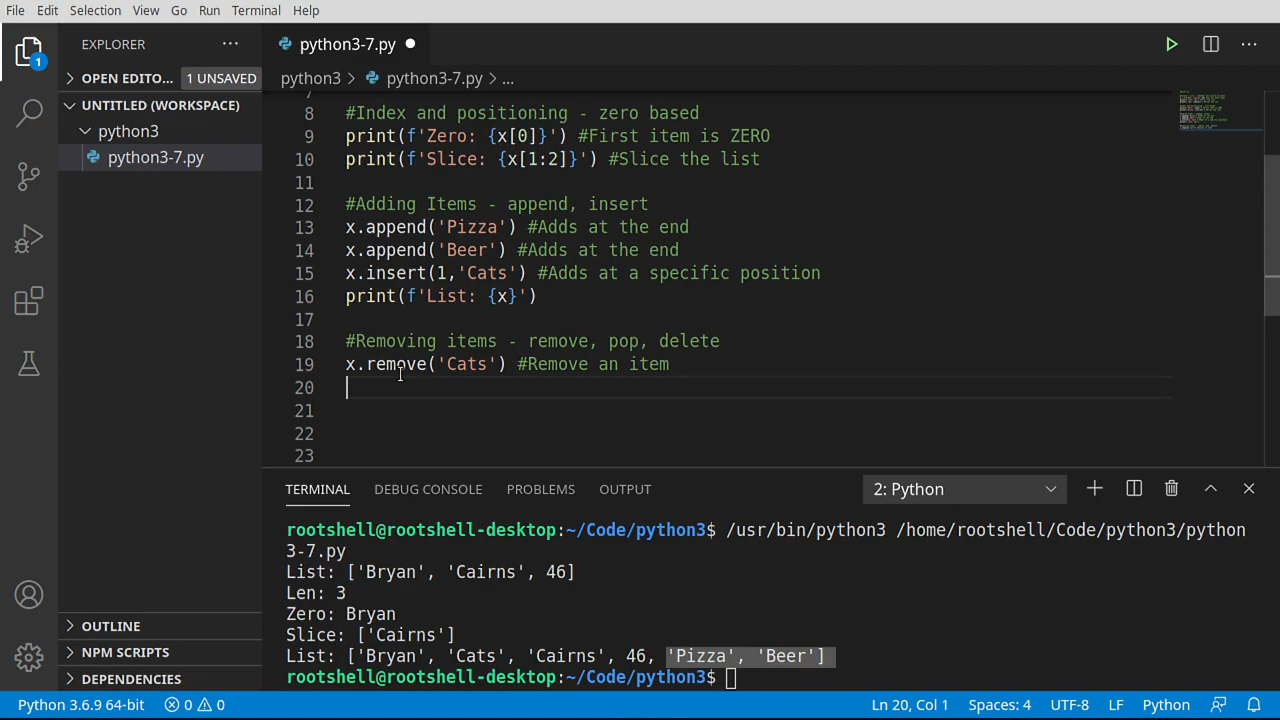 File Edit Selection View Go Run Terminal Help
EXPLORER
python3-7.py
OPEN EDITO... 1 UNSAVED
python3 > python3-7.py > ...
UNTITLED (WORKSPACE)
python3
python3-7.py
1
8 #Index and positioning - zero based
9 print(f'Zero: {x[0]}') #First item is ZERO
10 print(f'Slice: {x[1:2]}') #Slice the list
11
12 #Adding Items - append, insert
13 x.append('Pizza') #Adds at the end
14 x.append('Beer') #Adds at the end
15 x.insert(1,'Cats') #Adds at a specific position
16 print(f'List: {x}')
17
18 #Removing items - remove, pop, delete
19 x.remove('Cats') #Remove an item
20
21
22
23
TERMINAL DEBUG CONSOLE PROBLEMS OUTPUT 2: Python
rootshell@rootshell-desktop:~/Code/python3$ /usr/bin/python3 /home/rootshell/Code/python3/python
3-7.py
List: ['Bryan', 'Cairns', 46]
Len: 3
Zero: Bryan
Slice: ['Cairns']
List: ['Bryan', 'Cats', 'Cairns', 46, 'Pizza', 'Beer']
rootshell@rootshell-desktop:~/Code/python3$
OUTLINE
NPM SCRIPTS
DEPENDENCIES
Python 3.6.9 64-bit 0 0 Ln 20, Col 1 Spaces: 4 UTF-8 LF Python